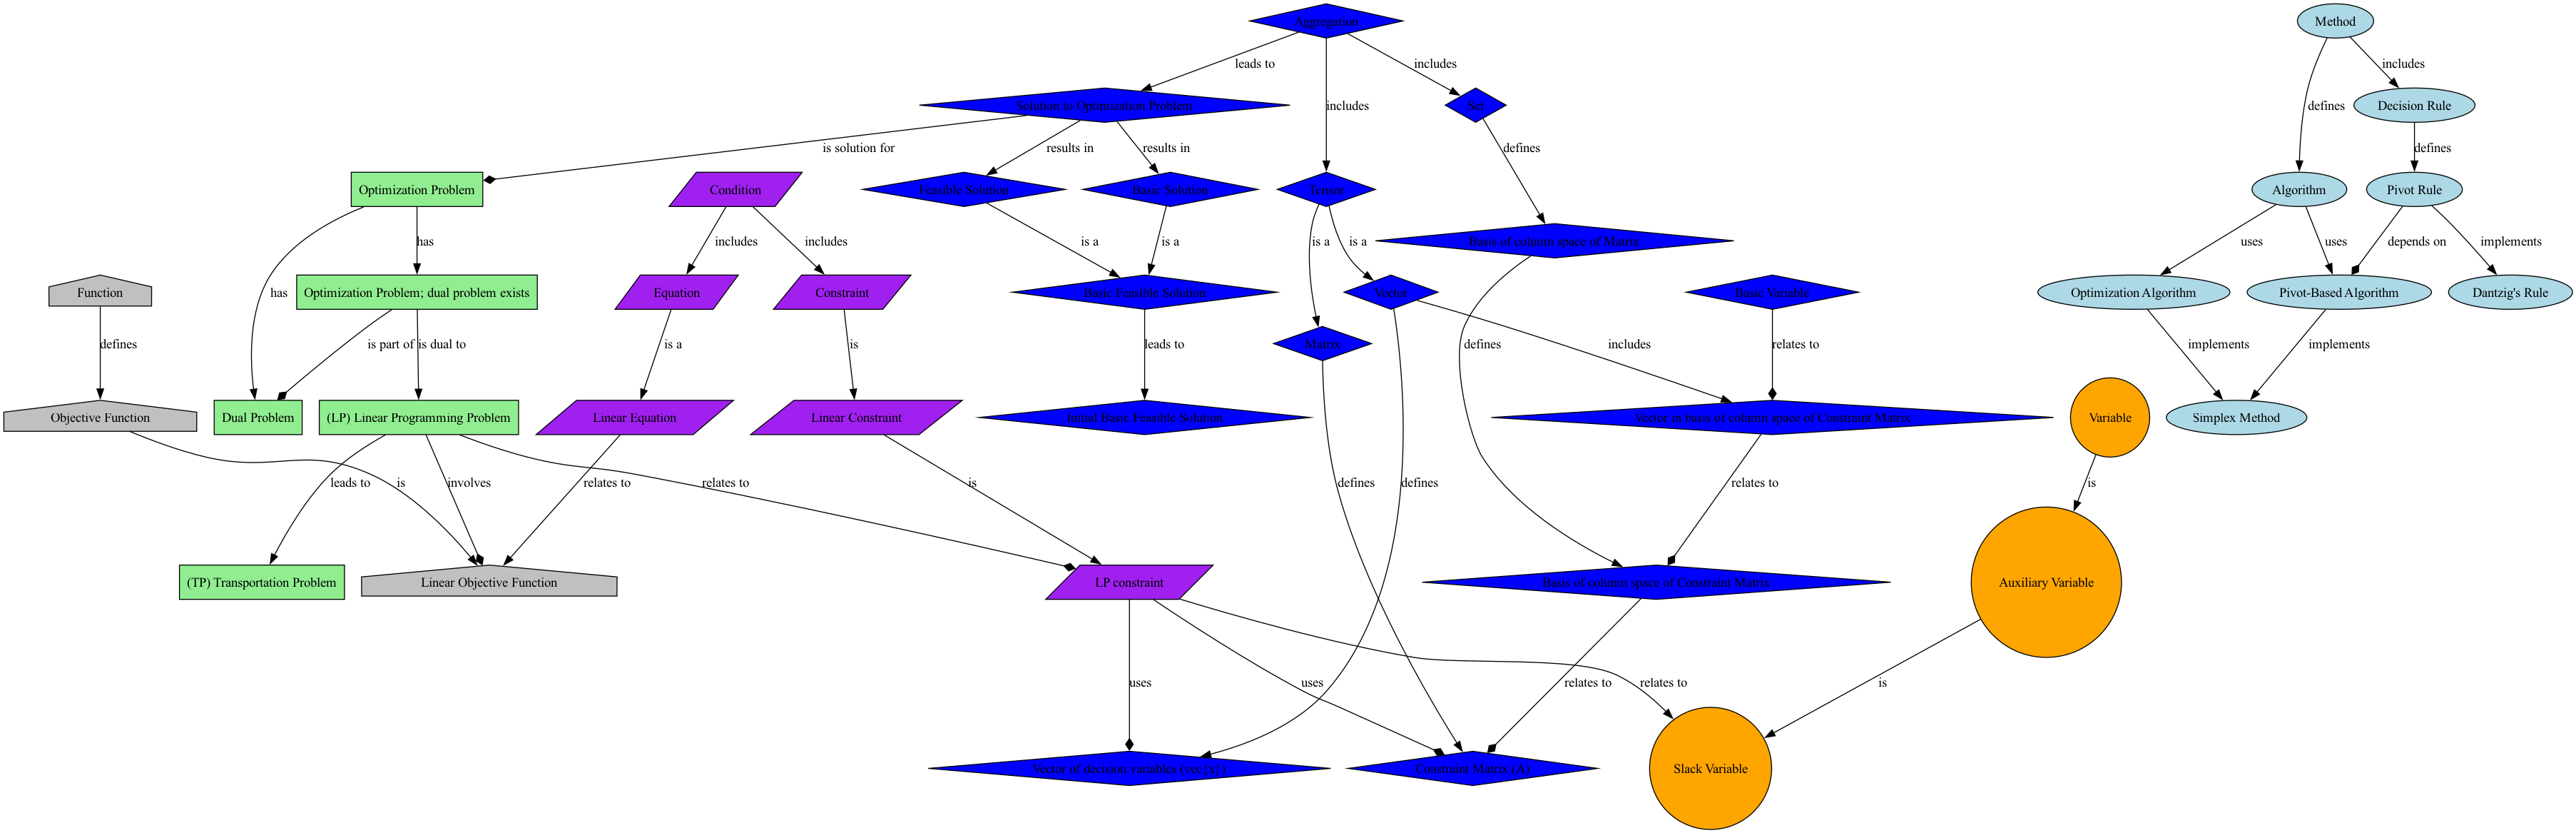 Aggregation
Method
leads to
includes
includes
Solution to Optimization Problem
includes
Set
defines
Decision Rule
is solution for
results in
results in
defines
defines
Optimization Problem
Condition
Feasible Solution
Basic Solution
Tensor
Algorithm
Pivot Rule
has
includes
includes
is a
is a
is a
is a
Basis of column space of Matrix
uses
uses
depends on
implements
has
Function
Optimization Problem; dual problem exists
Equation
Constraint
Basic Feasible Solution
Vector
Basic Variable
Optimization Algorithm
Pivot-Based Algorithm
Dantzig's Rule
defines
is part of
is dual to
is a
is
leads to
Matrix
defines
includes
relates to
implements
implements
Objective Function
Dual Problem
(LP) Linear Programming Problem
Linear Equation
Linear Constraint
Initial Basic Feasible Solution
Vector in basis of column space of Constraint Matrix
Variable
Simplex Method
leads to
is
involves
relates to
relates to
is
defines
defines
relates to
is
(TP) Transportation Problem
Linear Objective Function
LP constraint
Basis of column space of Constraint Matrix
Auxiliary Variable
uses
uses
relates to
relates to
is
Vector of decision variables (vec{x})
Constraint Matrix (A)
Slack Variable